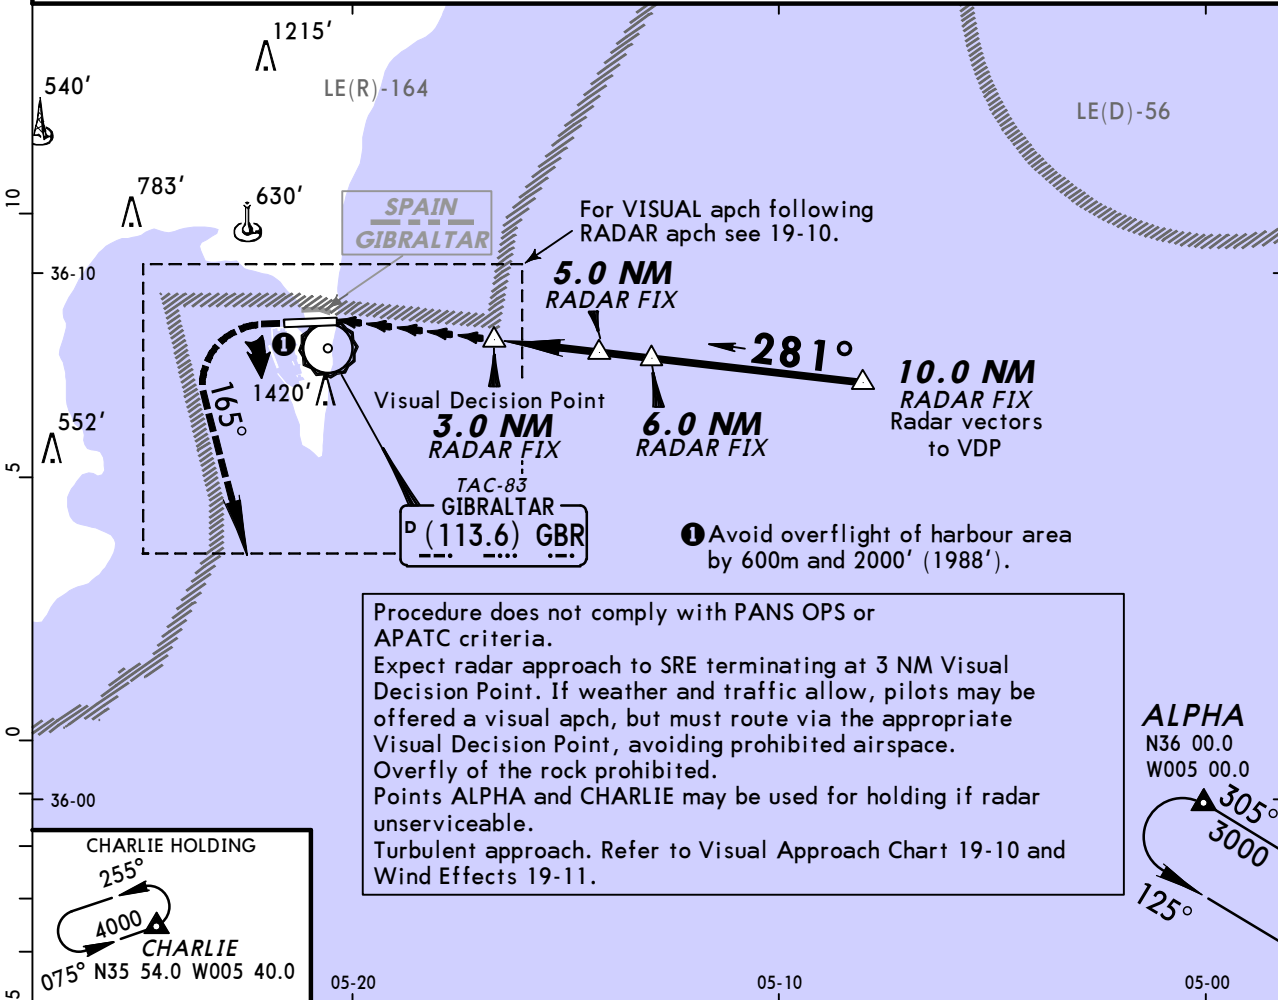 1215'
540'
LE(R)-164
LE(D)-56
783'
630'
SPAIN
GIBRALTAR
For VISUAL apch following
RADAR apch see 19-10.
10
36-10
5.0 NM
RADAR FIX
281°
10.0 NM
RADAR FIX
Radar vectors
to VDP
1
1420'
165°
Visual Decision Point
3.0 NM
RADAR FIX
6.0 NM
RADAR FIX
552'
5
TAC-83
GIBRALTAR
D (113.6) GBR
1 Avoid overflight of harbour area
by 600m and 2000' (1988').
Procedure does not comply with PANS OPS or
APATC criteria.
Expect radar approach to SRE terminating at 3 NM Visual
Decision Point. If weather and traffic allow, pilots may be
offered a visual apch, but must route via the appropriate
Visual Decision Point, avoiding prohibited airspace.
Overfly of the rock prohibited.
Points ALPHA and CHARLIE may be used for holding if radar
unserviceable.
Turbulent approach. Refer to Visual Approach Chart 19-10 and
Wind Effects 19-11.
0
36-00
ALPHA
N36 00.0
W005 00.0
305°
3000
125°
CHARLIE HOLDING
255°
4000
CHARLIE
075° N35 54.0 W005 40.0
5
05-20
05-10
05-00